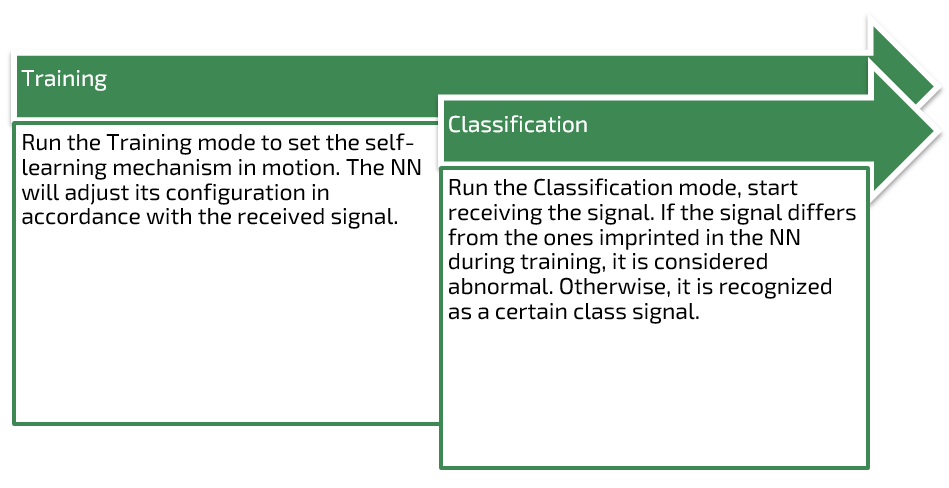 Training
Run the Training mode to set the self-
learning mechanism in motion. The NN
will adjust its configuration in
accordance with the received signal.
Classification
Run the Classification mode, start
receiving the signal. If the signal differs
from the ones imprinted in the NN
during training, it is considered
abnormal. Otherwise, it is recognized
as a certain class signal.